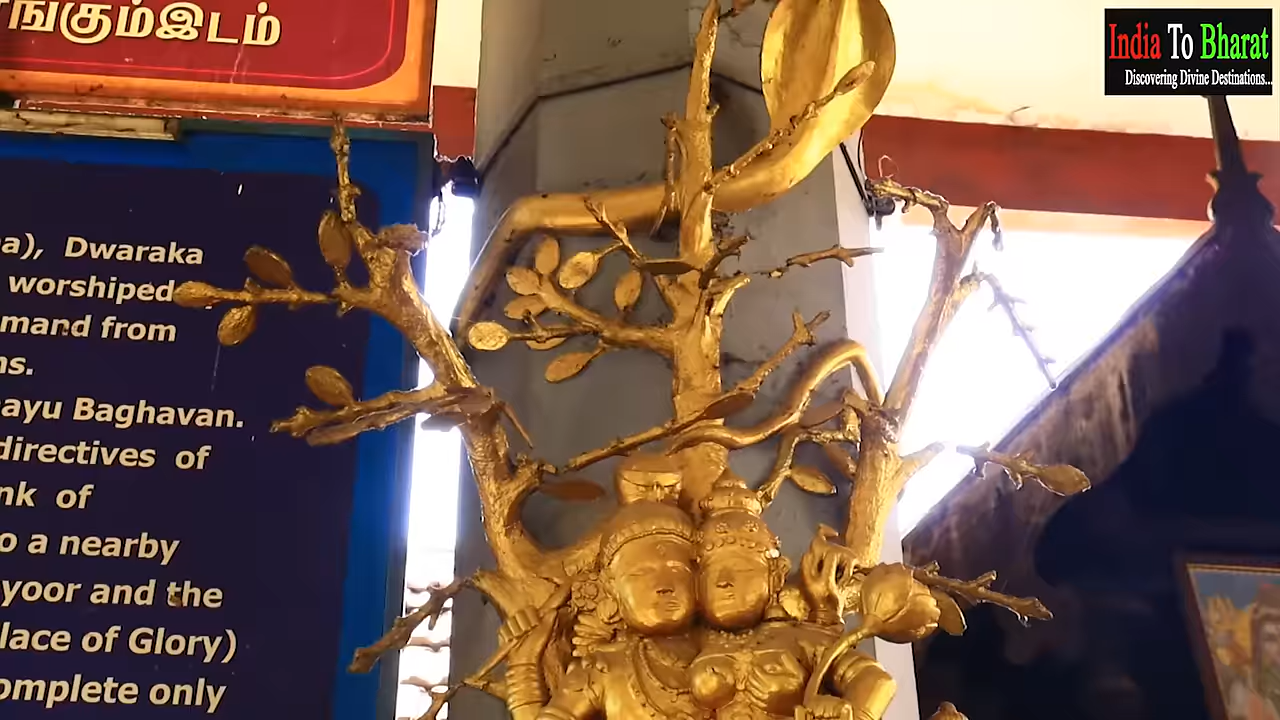 ங்கும்இடம்
India To Bharat
Discovering Divine Destinations...
a), Dwaraka
worshiped
mand from
ns.
ayu Baghavan.
directives of
nk of
o a nearby
yoor and the
lace of Glory)
omplete only